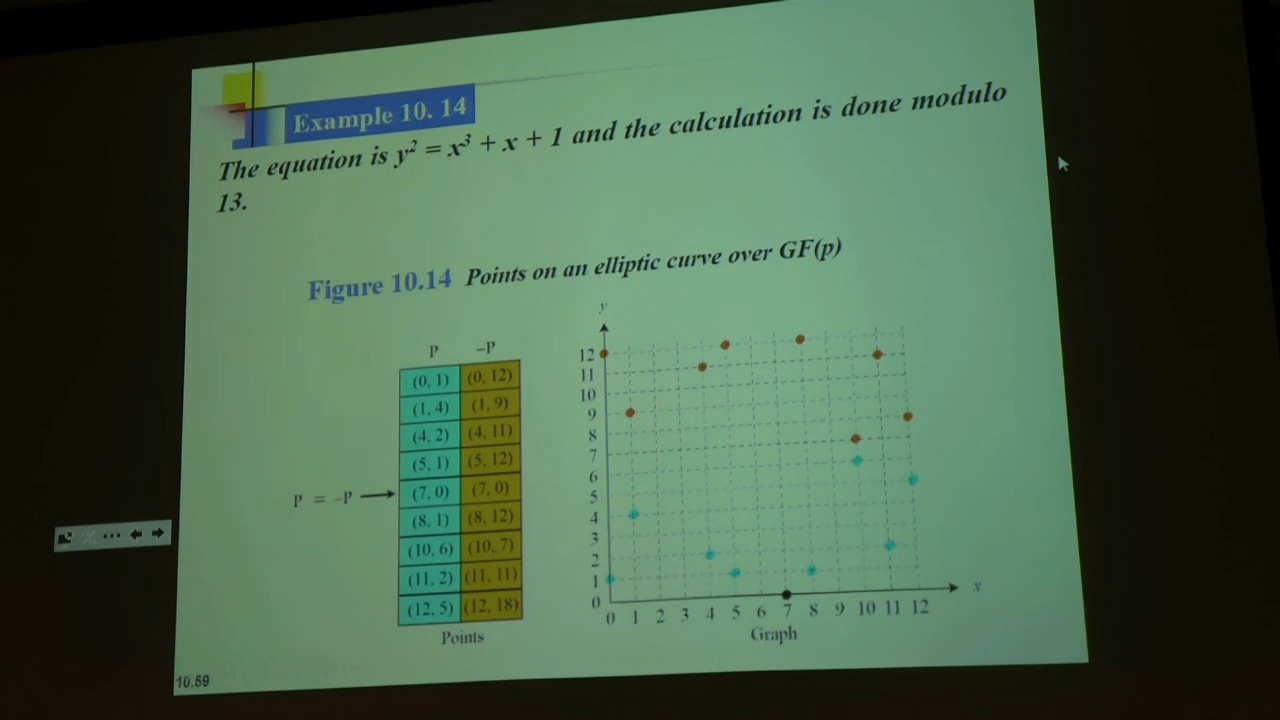 Example 10. 14
The equation is y² = x³ + x + 1 and the calculation is done modulo
13.
Figure 10.14 Points on an elliptic curve over GF(p)
P -P
(0, 1) (0, 12)
(1, 4) (1, 9)
(4, 2) (4, 11)
(5, 1) (5, 12)
P = -P (7, 0) (7, 0)
(8, 1) (8, 12)
(10, 6) (10, 7)
(11, 2) (11, 11)
(12, 5) (12, 18)
Points
y
12
11
10
9
8
7
6
5
4
3
2
1
0
x
0 1 2 3 4 5 6 7 8 9 10 11 12
Graph
10.59